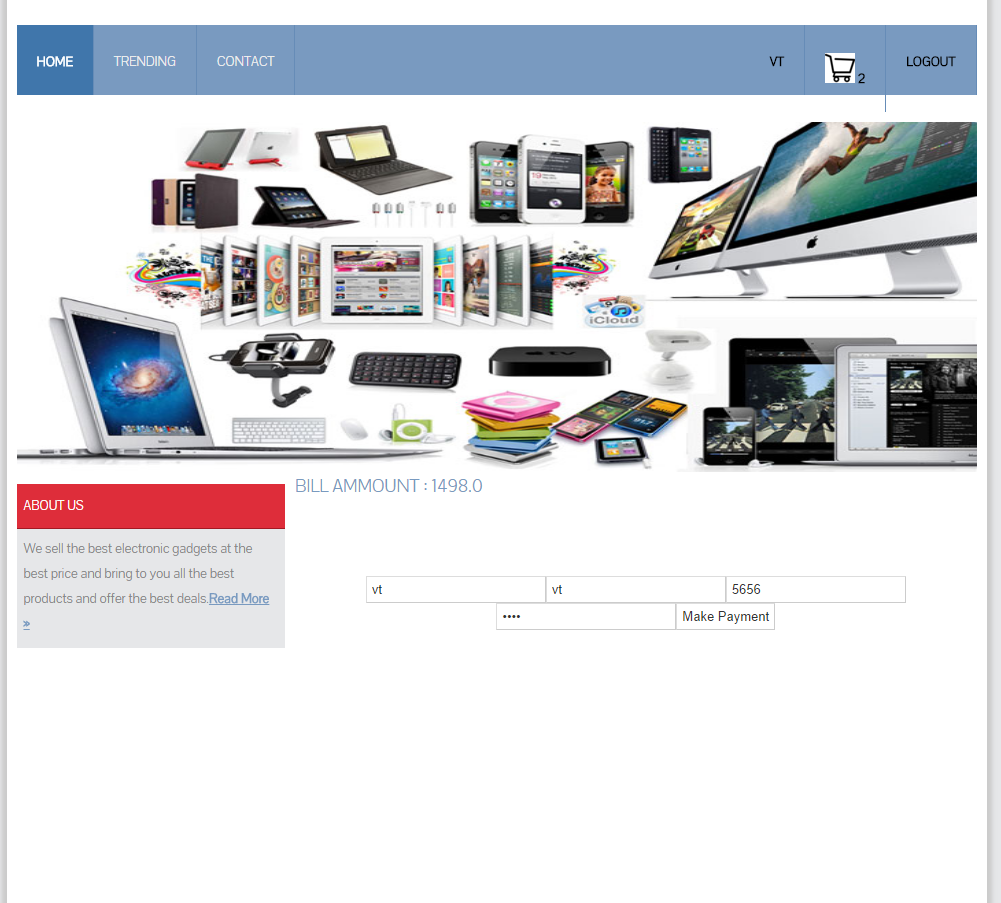 HOME TRENDING CONTACT VT 2 LOGOUT
iCloud
tv
BILL AMMOUNT : 1498.0
ABOUT US
We sell the best electronic gadgets at the
best price and bring to you all the best
products and offer the best deals.Read More
»
vt vt 5656
•••• Make Payment